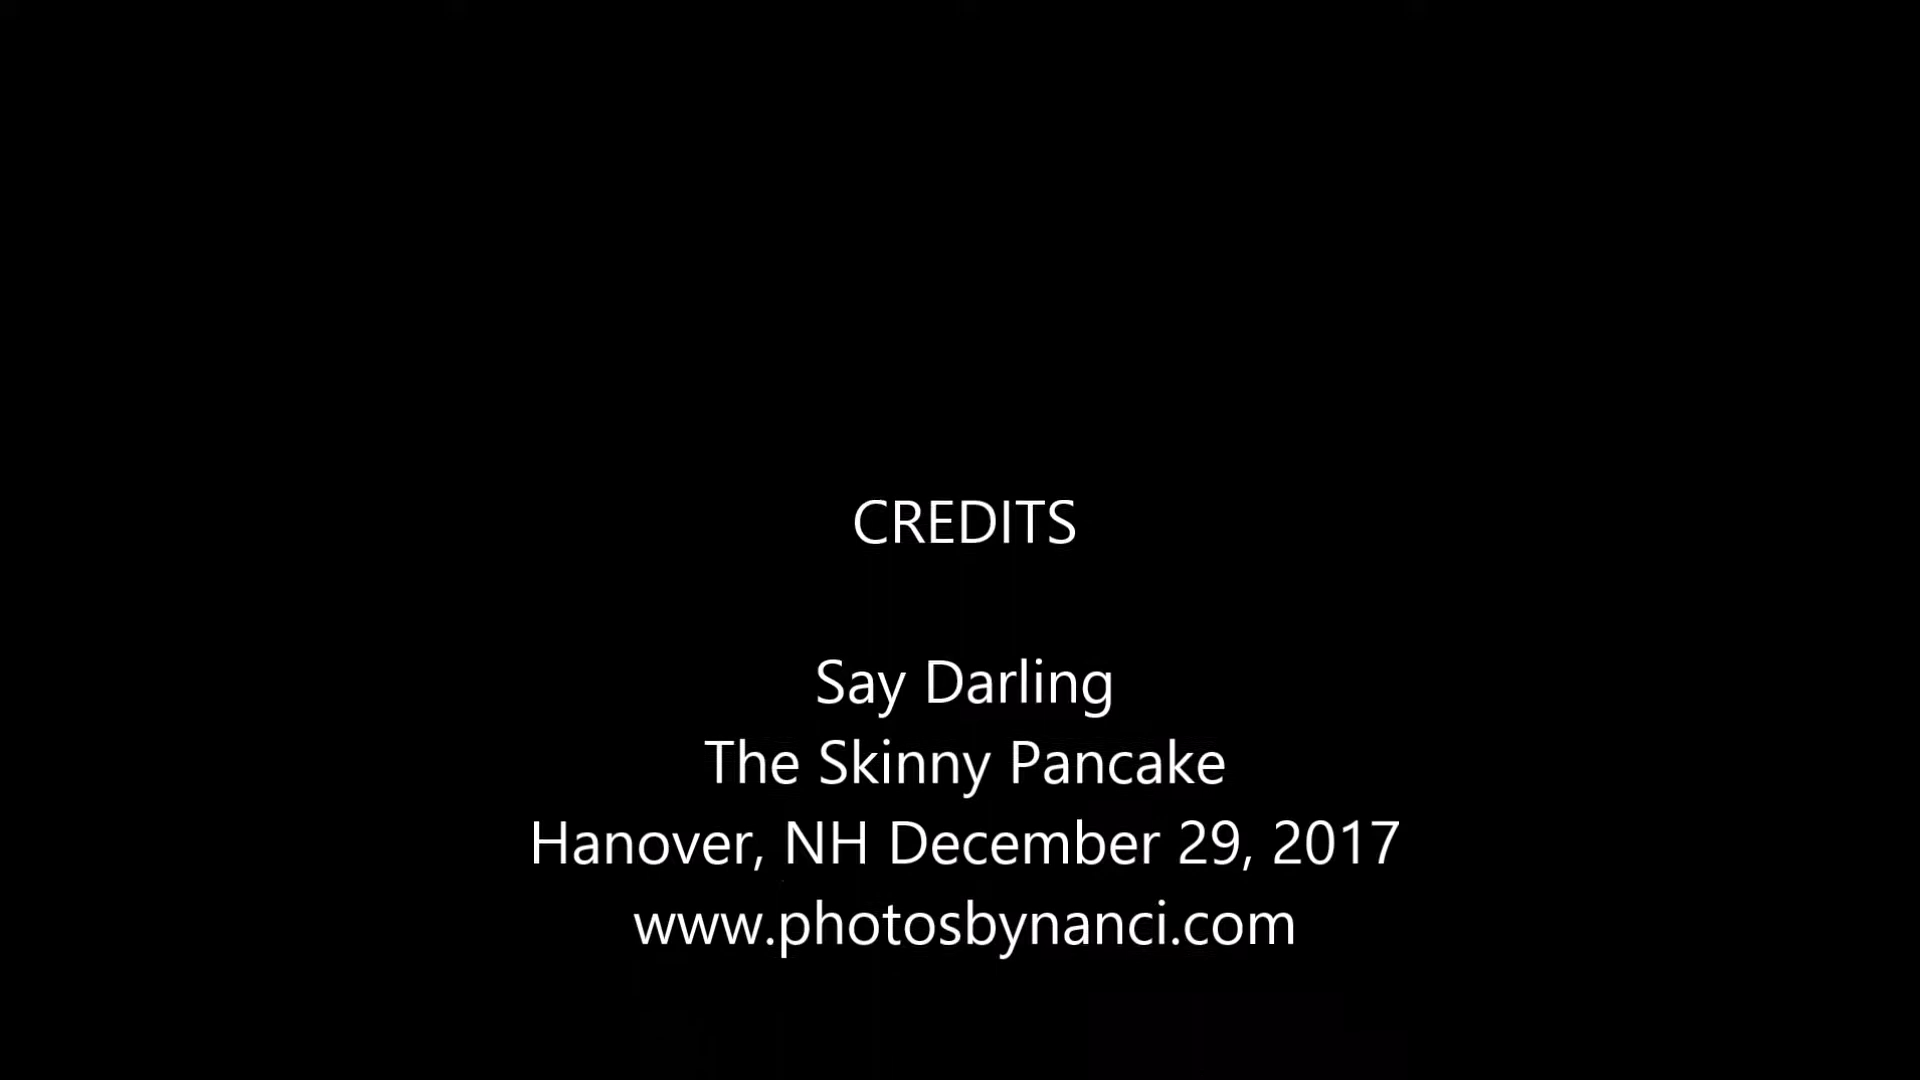 CREDITS
Say Darling
The Skinny Pancake
Hanover, NH December 29, 2017
www.photosbynanci.com